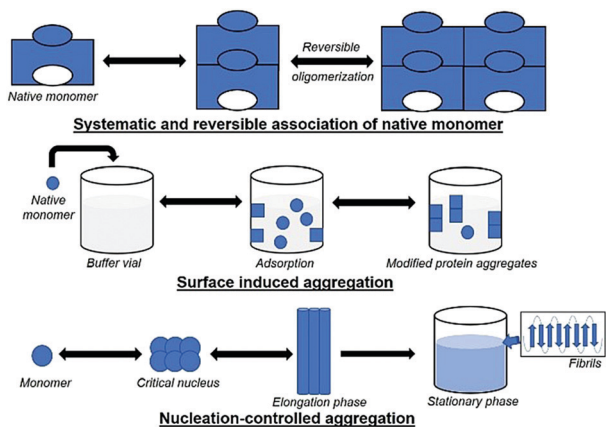 Native monomer
Reversible
oligomerization
Systematic and reversible association of native monomer
Native
monomer
Buffer vial
Adsorption
Modified protein aggregates
Surface induced aggregation
Monomer
Critical nucleus
Elongation phase
Stationary phase
Fibrils
Nucleation-controlled aggregation